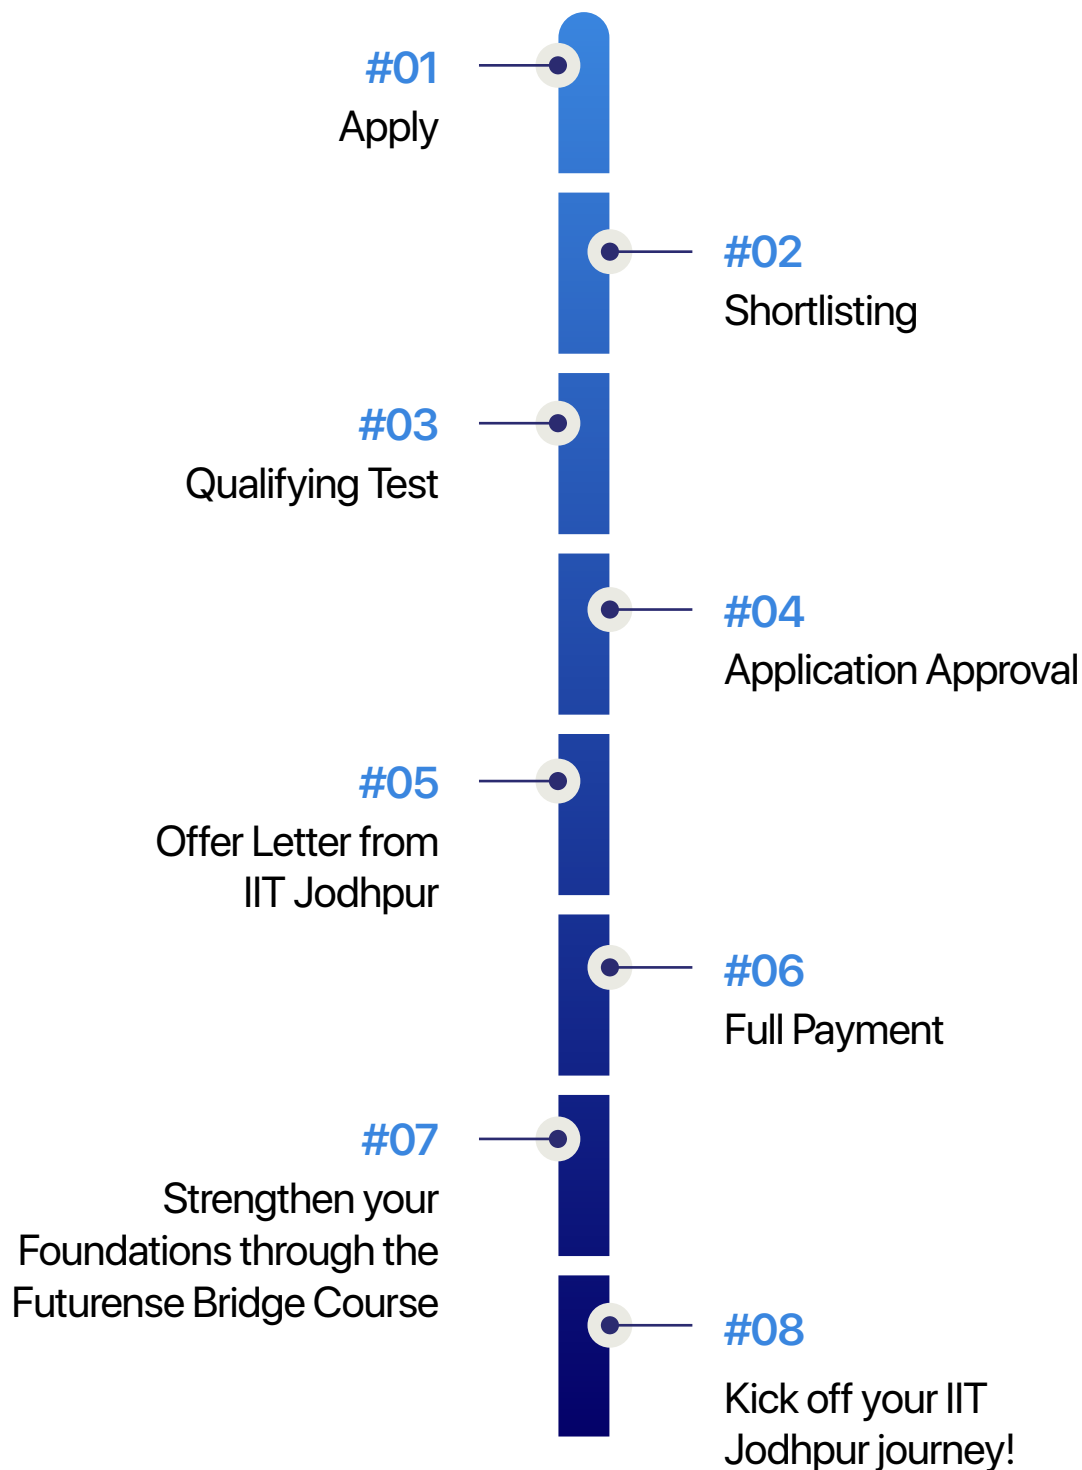 #01
Apply
#02
Shortlisting
#03
Qualifying Test
#04
Application Approval
#05
Offer Letter from
IIT Jodhpur
#06
Full Payment
#07
Strengthen your
Foundations through the
Futurense Bridge Course
#08
Kick off your IIT
Jodhpur journey!